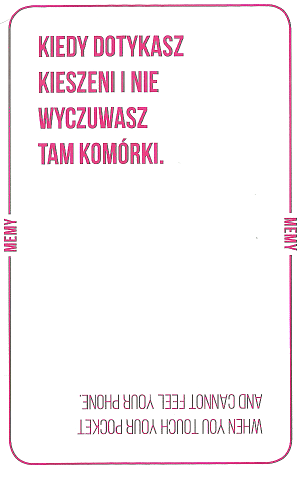 KIEDY DOTYKASZ
KIESZENI I NIE
WYCZUWASZ
TAM KOMÓRKI.
MEMY
MEMY
WHEN YOU TOUCH YOUR POCKET
AND CANNOT FEEL YOUR PHONE.